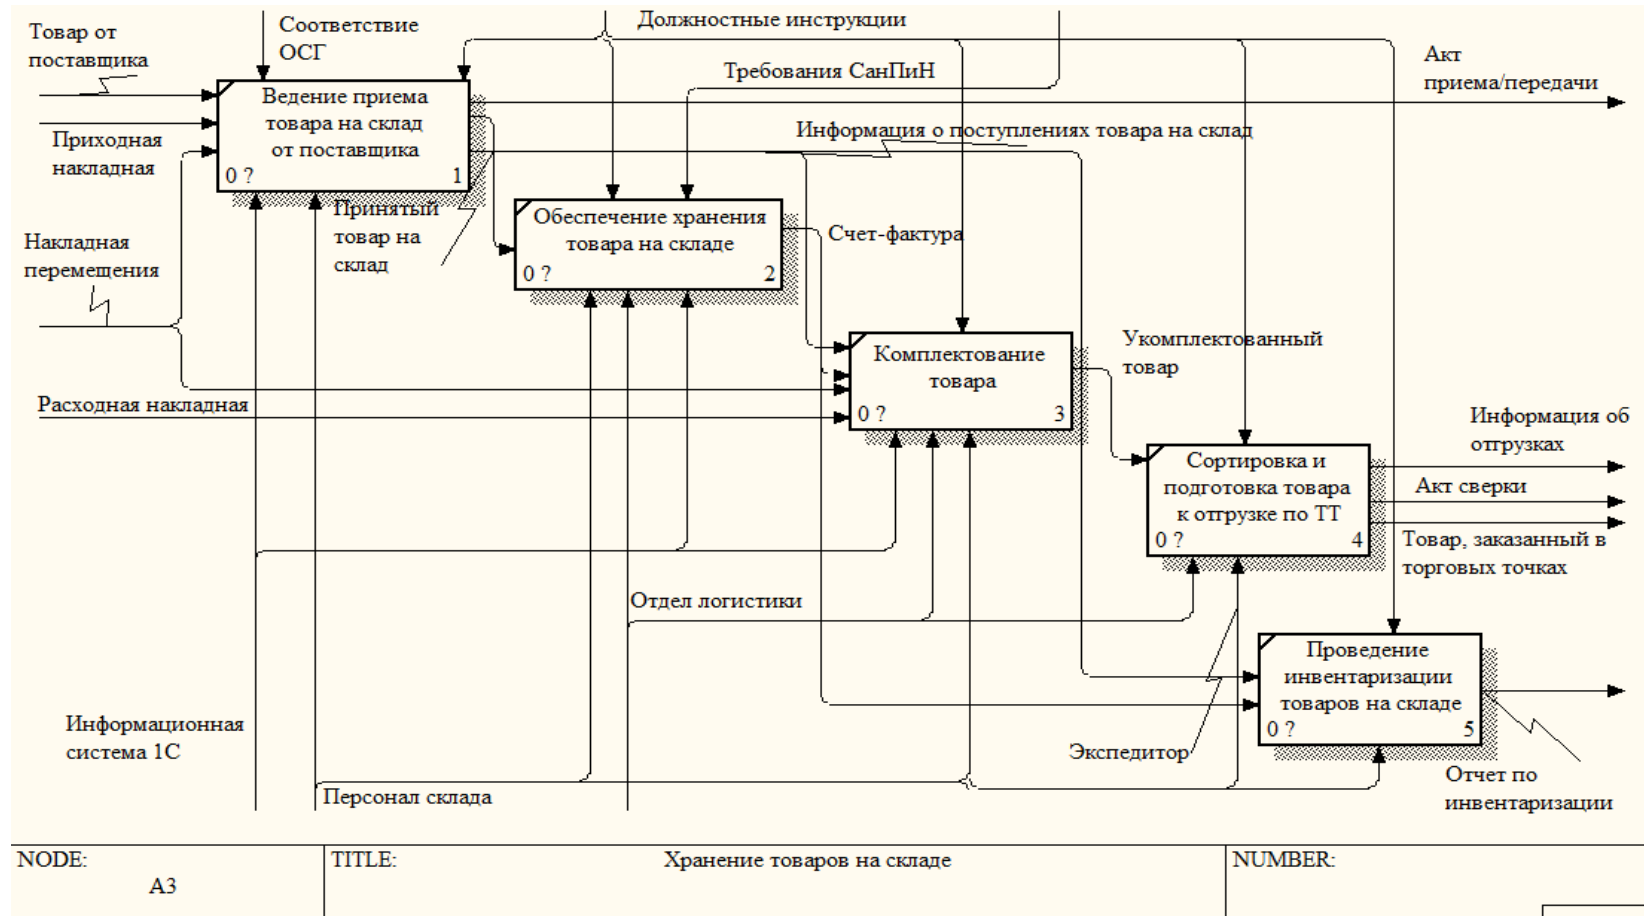 Товар от
поставщика
Соответствие
ОСГ
Должностные инструкции
Требования СанПиН
Акт
приема/передачи
Ведение приема
товара на склад
от поставщика
0 ?
1
Приходная
накладная
Информация о поступлениях товара на склад
Принятый
товар на
склад
Обеспечение хранения
товара на складе
0 ?
2
Счет-фактура
Накладная
перемещения
Комплектование
товара
0 ?
3
Укомплектованный
товар
Расходная накладная
Информация об
отгрузках
Сортировка и
подготовка товара
к отгрузке по ТТ
0 ?
4
Акт сверки
Товар, заказанный в
торговых точках
Отдел логистики
Проведение
инвентаризации
товаров на складе
0 ?
5
Информационная
система 1С
Экспедитор
Персонал склада
Отчет по
инвентаризации
NODE:
A3
TITLE:
Хранение товаров на складе
NUMBER: